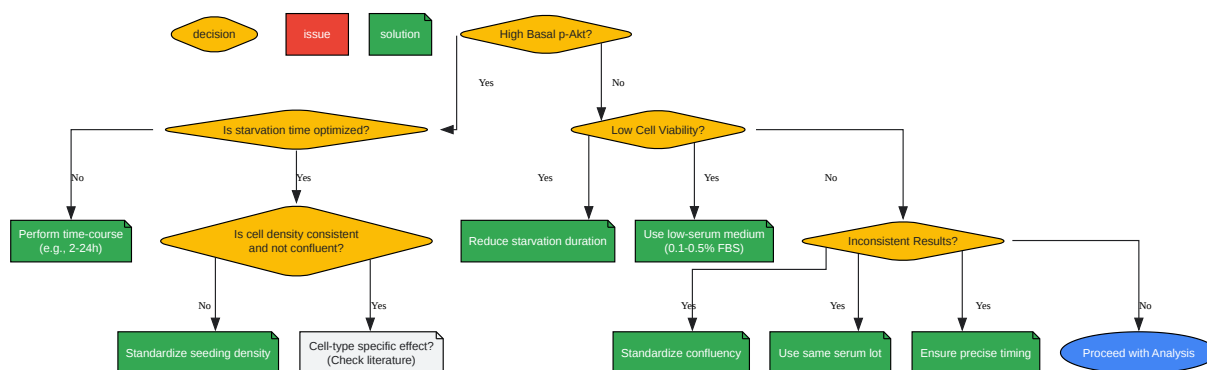 decision
issue
solution
High Basal p-Akt?
Yes
No
Is starvation time optimized?
Low Cell Viability?
No
Yes
Yes
Yes
No
Perform time-course
(e.g., 2-24h)
Is cell density consistent
and not confluent?
Reduce starvation duration
Use low-serum medium
(0.1-0.5% FBS)
Inconsistent Results?
No
Yes
Yes
Yes
Yes
No
Standardize seeding density
Cell-type specific effect?
(Check literature)
Standardize confluency
Use same serum lot
Ensure precise timing
Proceed with Analysis